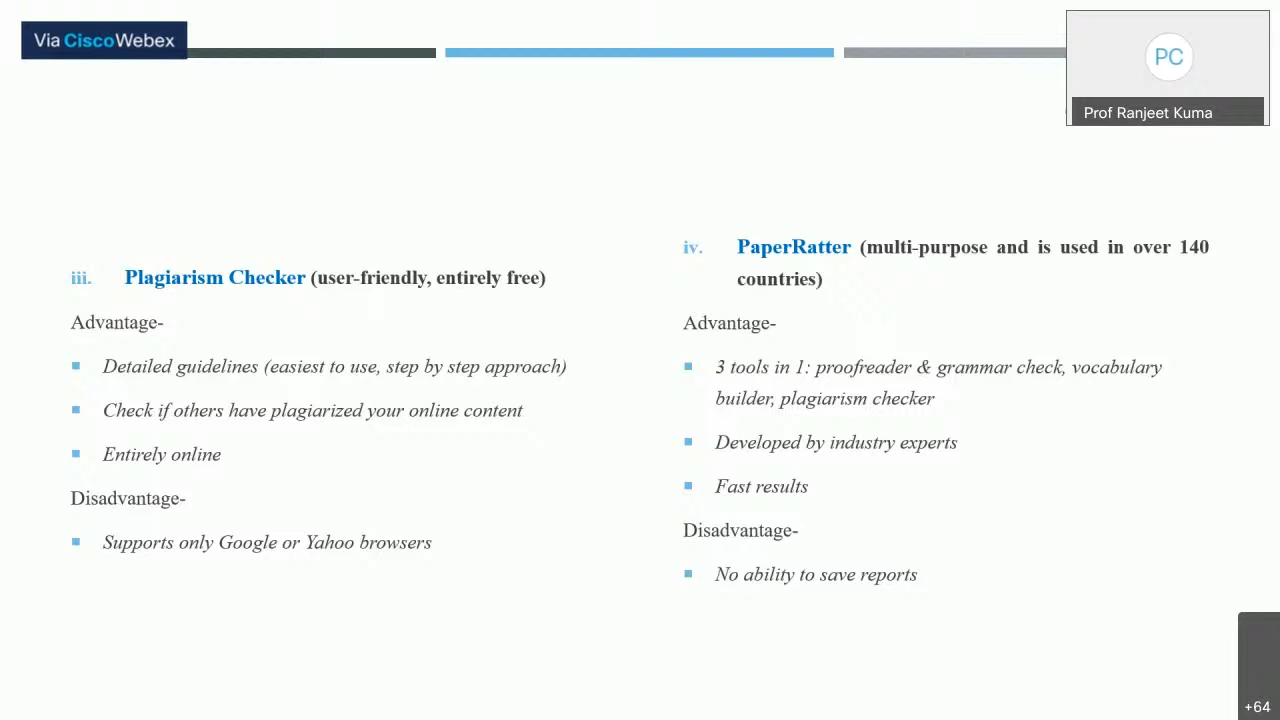 Via CiscoWebex
PC
Prof Ranjeet Kuma
iii. Plagiarism Checker (user-friendly, entirely free)
Advantage-
Detailed guidelines (easiest to use, step by step approach)
Check if others have plagiarized your online content
Entirely online
Disadvantage-
Supports only Google or Yahoo browsers
iv. PaperRatter (multi-purpose and is used in over 140
countries)
Advantage-
3 tools in 1: proofreader & grammar check, vocabulary
builder, plagiarism checker
Developed by industry experts
Fast results
Disadvantage-
No ability to save reports
+64